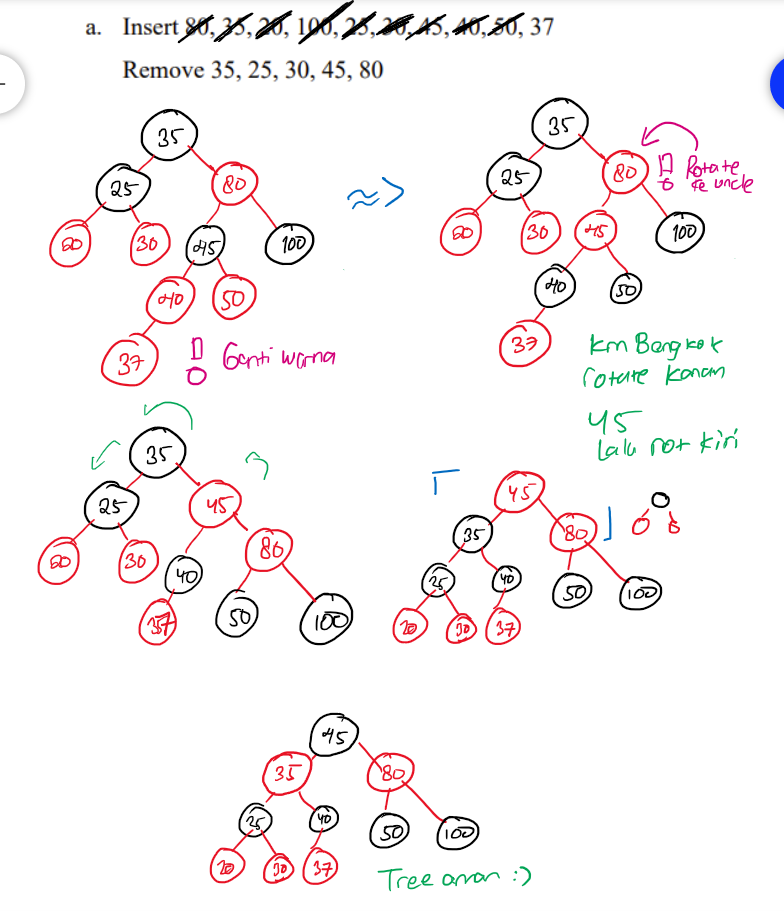 a. Insert 80, 35, 20, 100, 25, 30, 45, 40, 50, 37
Remove 35, 25, 30, 45, 80
35
25 80
20 30 45 100
40 50
37
Ganti warna
≈>
35
25 80
20 30 45 100
40 50
37
Rotate
ke uncle
km Bengkok
rotate kanan
45
lalu rot kiri
35
25 45
20 30 40 80
37 50 100
45
35 80
25 40 50 100
20 30 37
45
35 80
25 40 50 100
20 30 37
Tree aman :)